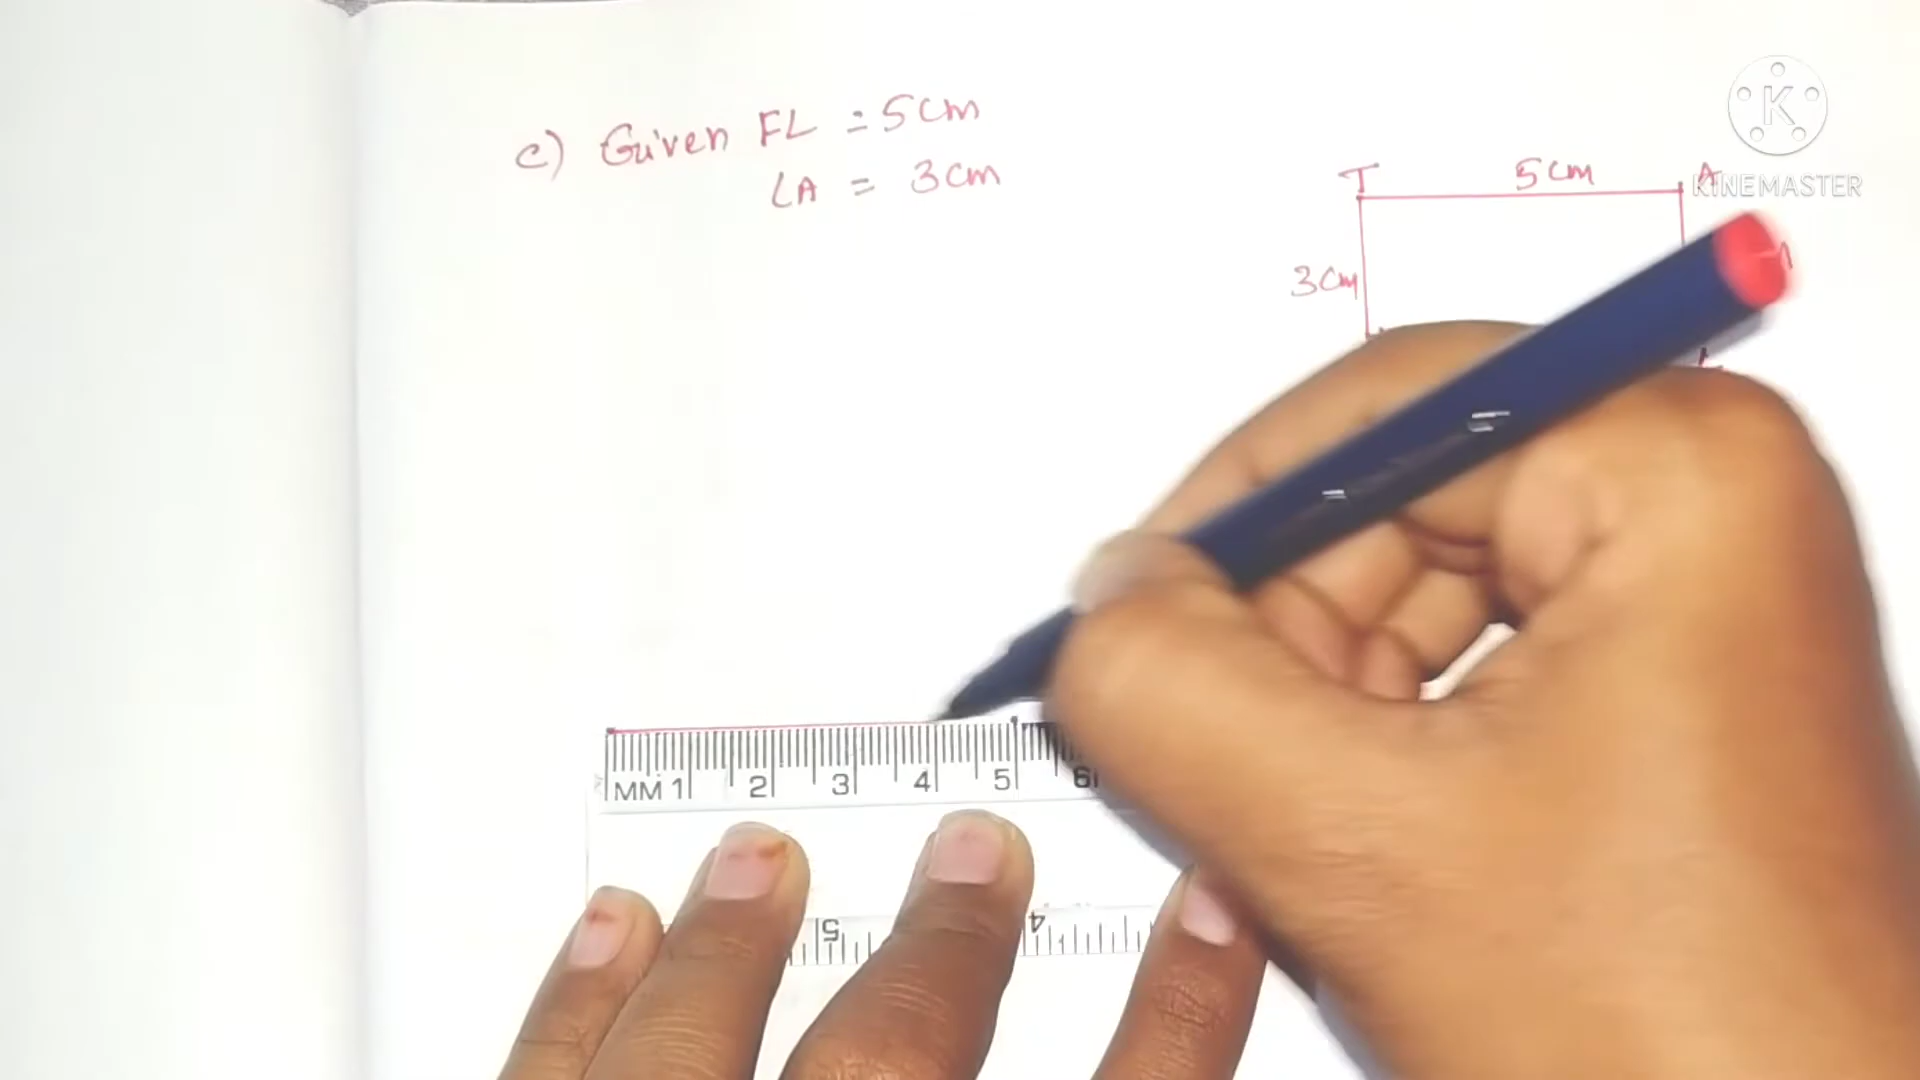 c) Given FL = 5cm
LA = 3cm
T 5cm A
3cm
K
KINEMASTER
MM 1 2 3 4 5 6
5 4